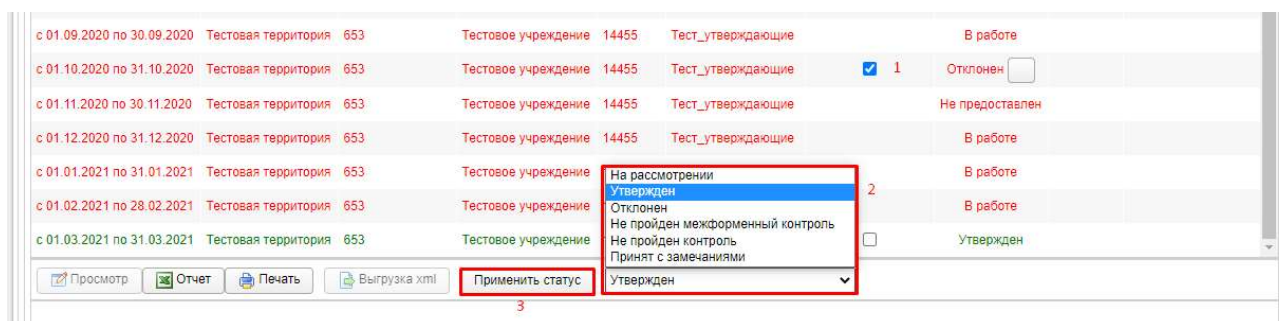 с 01.09.2020 по 30.09.2020 Тестовая территория 653 Тестовое учреждение 14455 Тест_утверждающие В работе
с 01.10.2020 по 31.10.2020 Тестовая территория 653 Тестовое учреждение 14455 Тест_утверждающие 1 Отклонен
с 01.11.2020 по 30.11.2020 Тестовая территория 653 Тестовое учреждение 14455 Тест_утверждающие Не предоставлен
с 01.12.2020 по 31.12.2020 Тестовая территория 653 Тестовое учреждение 14455 Тест_утверждающие В работе
с 01.01.2021 по 31.01.2021 Тестовая территория 653 Тестовое учреждение В работе
с 01.02.2021 по 28.02.2021 Тестовая территория 653 Тестовое учреждение В работе
с 01.03.2021 по 31.03.2021 Тестовая территория 653 Тестовое учреждение Утвержден
На рассмотрении
Утвержден
Отклонен
Не пройден межформенный контроль
Не пройден контроль
Принят с замечаниями
2
Просмотр Отчет Печать Выгрузка xml Применить статус Утвержден
3